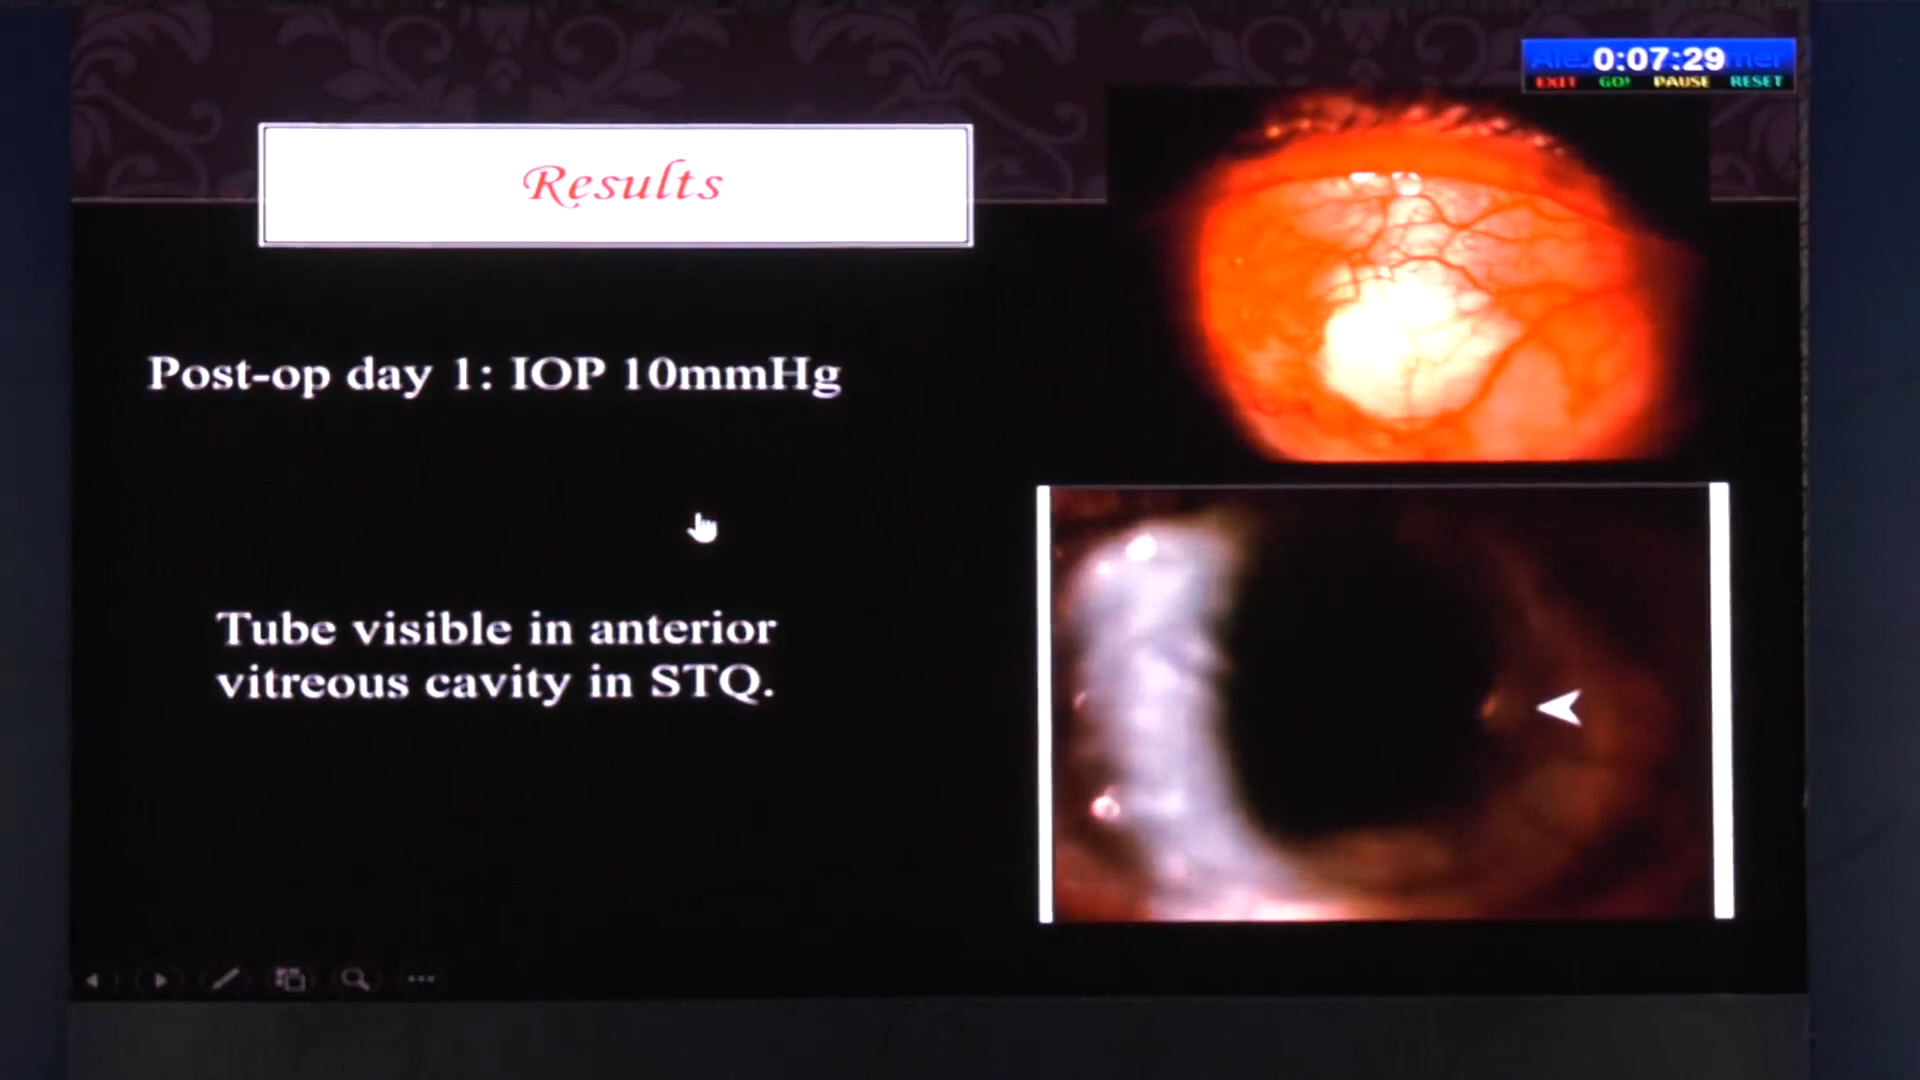 0:07:29
EXIT GO! PAUSE RESET
Results
Post-op day 1: IOP 10mmHg
Tube visible in anterior
vitreous cavity in STQ.